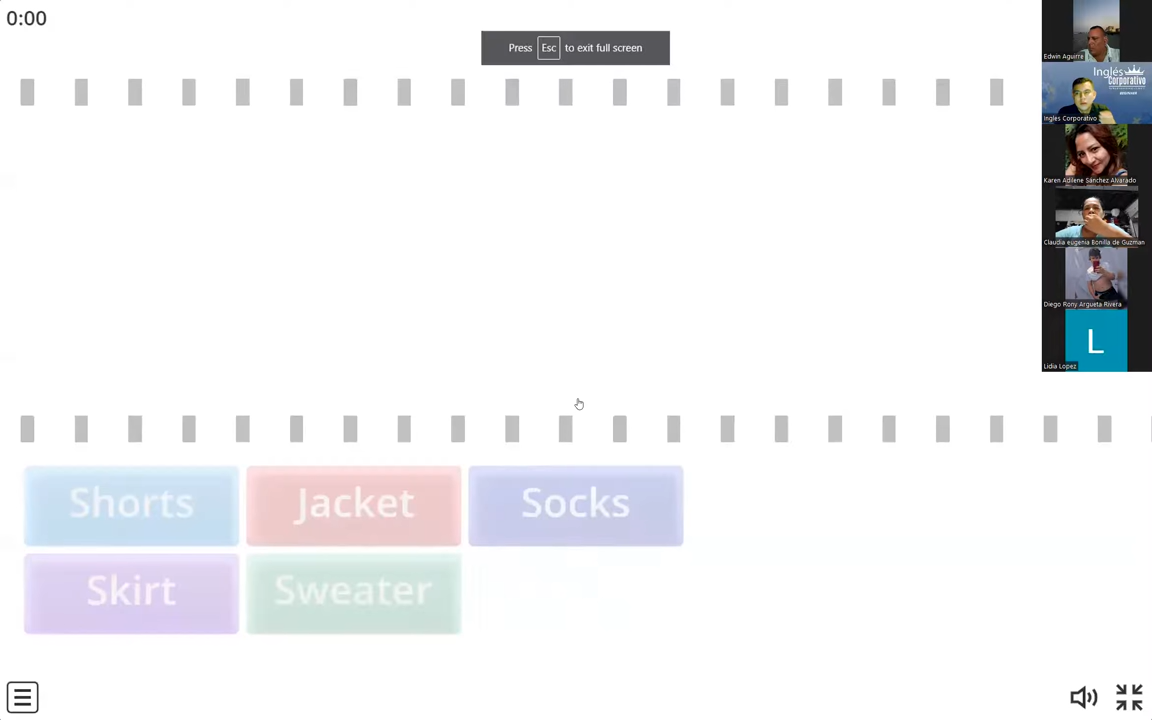 0:00
Press Esc to exit full screen
Edwin Aguirre
Inglés
Corporativo
BEGINNER
Ingles Corporativo
Karen Adilene Sánchez Alvarado
Claudia eugenia Bonilla de Guzman
Diego Rony Argueta Rivera
L
Lidia Lopez
Shorts
Jacket
Socks
Skirt
Sweater